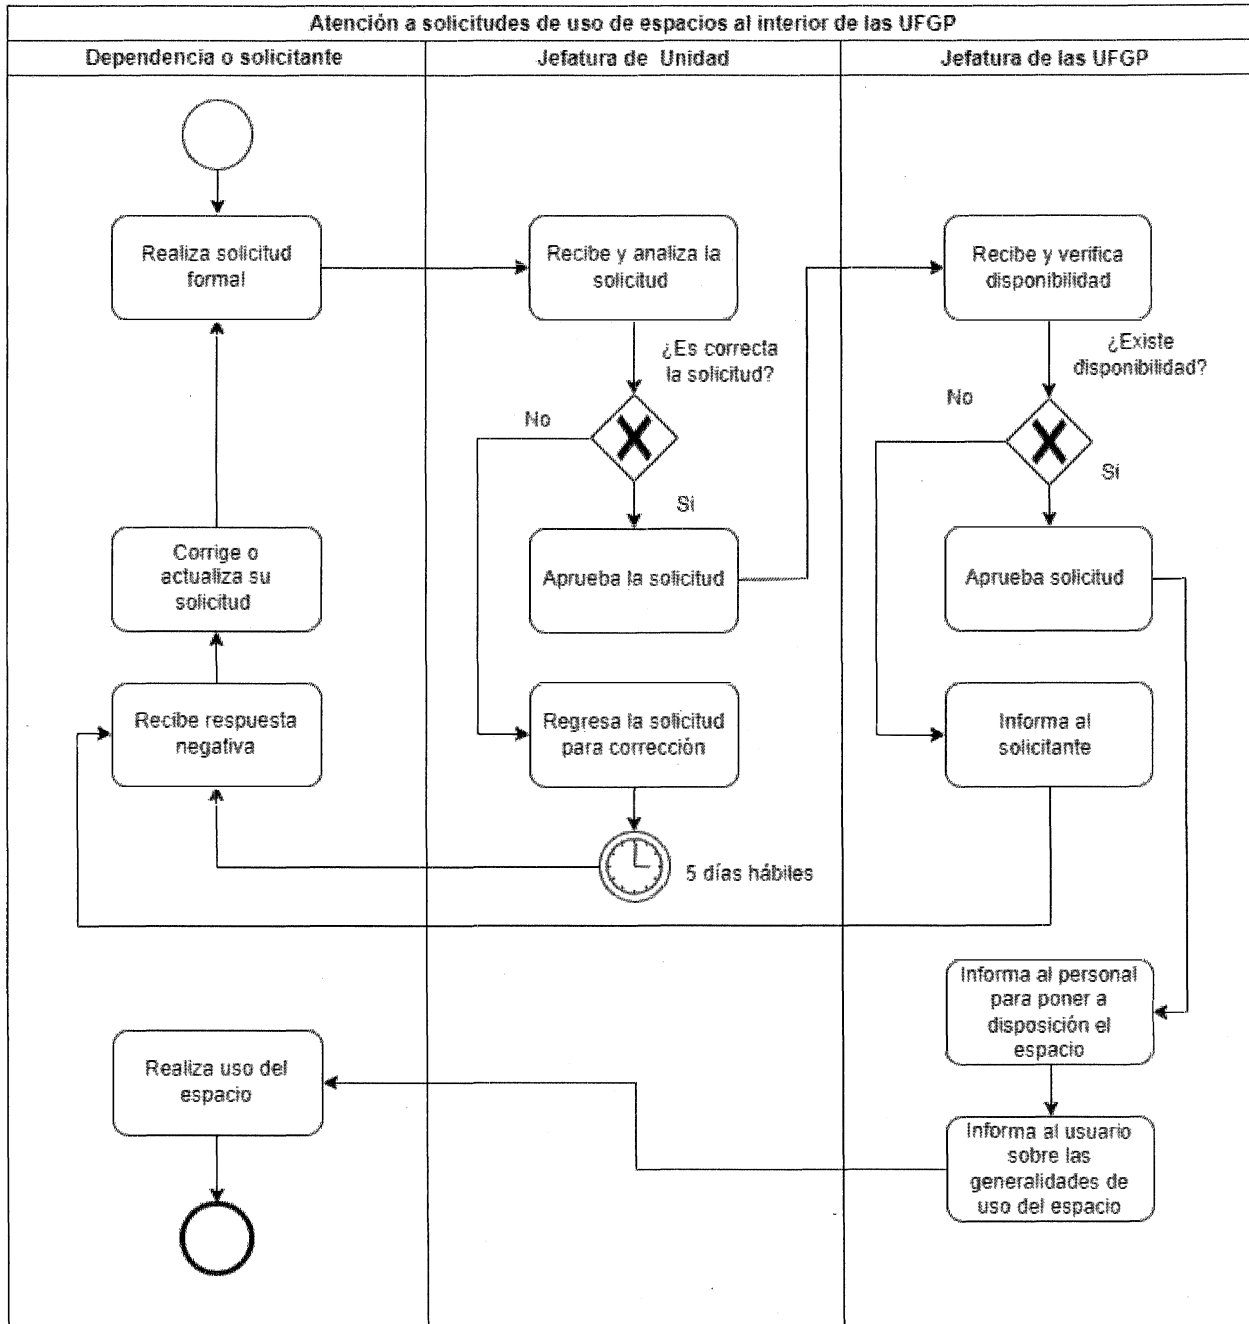 Atención a solicitudes de uso de espacios al interior de las UFGP
Dependencia o solicitante
Jefatura de Unidad
Jefatura de las UFGP
Realiza solicitud
formal
Recibe y analiza la
solicitud
Recibe y verifica
disponibilidad
¿Es correcta
la solicitud?
¿Existe
disponibilidad?
No
No
Si
Sí
Corrige o
actualiza su
solicitud
Aprueba la solicitud
Aprueba solicitud
Recibe respuesta
negativa
Regresa la solicitud
para corrección
Informa al
solicitante
5 días hábiles
Informa al personal
para poner a
disposición el
espacio
Realiza uso del
espacio
Informa al usuario
sobre las
generalidades de
uso del espacio